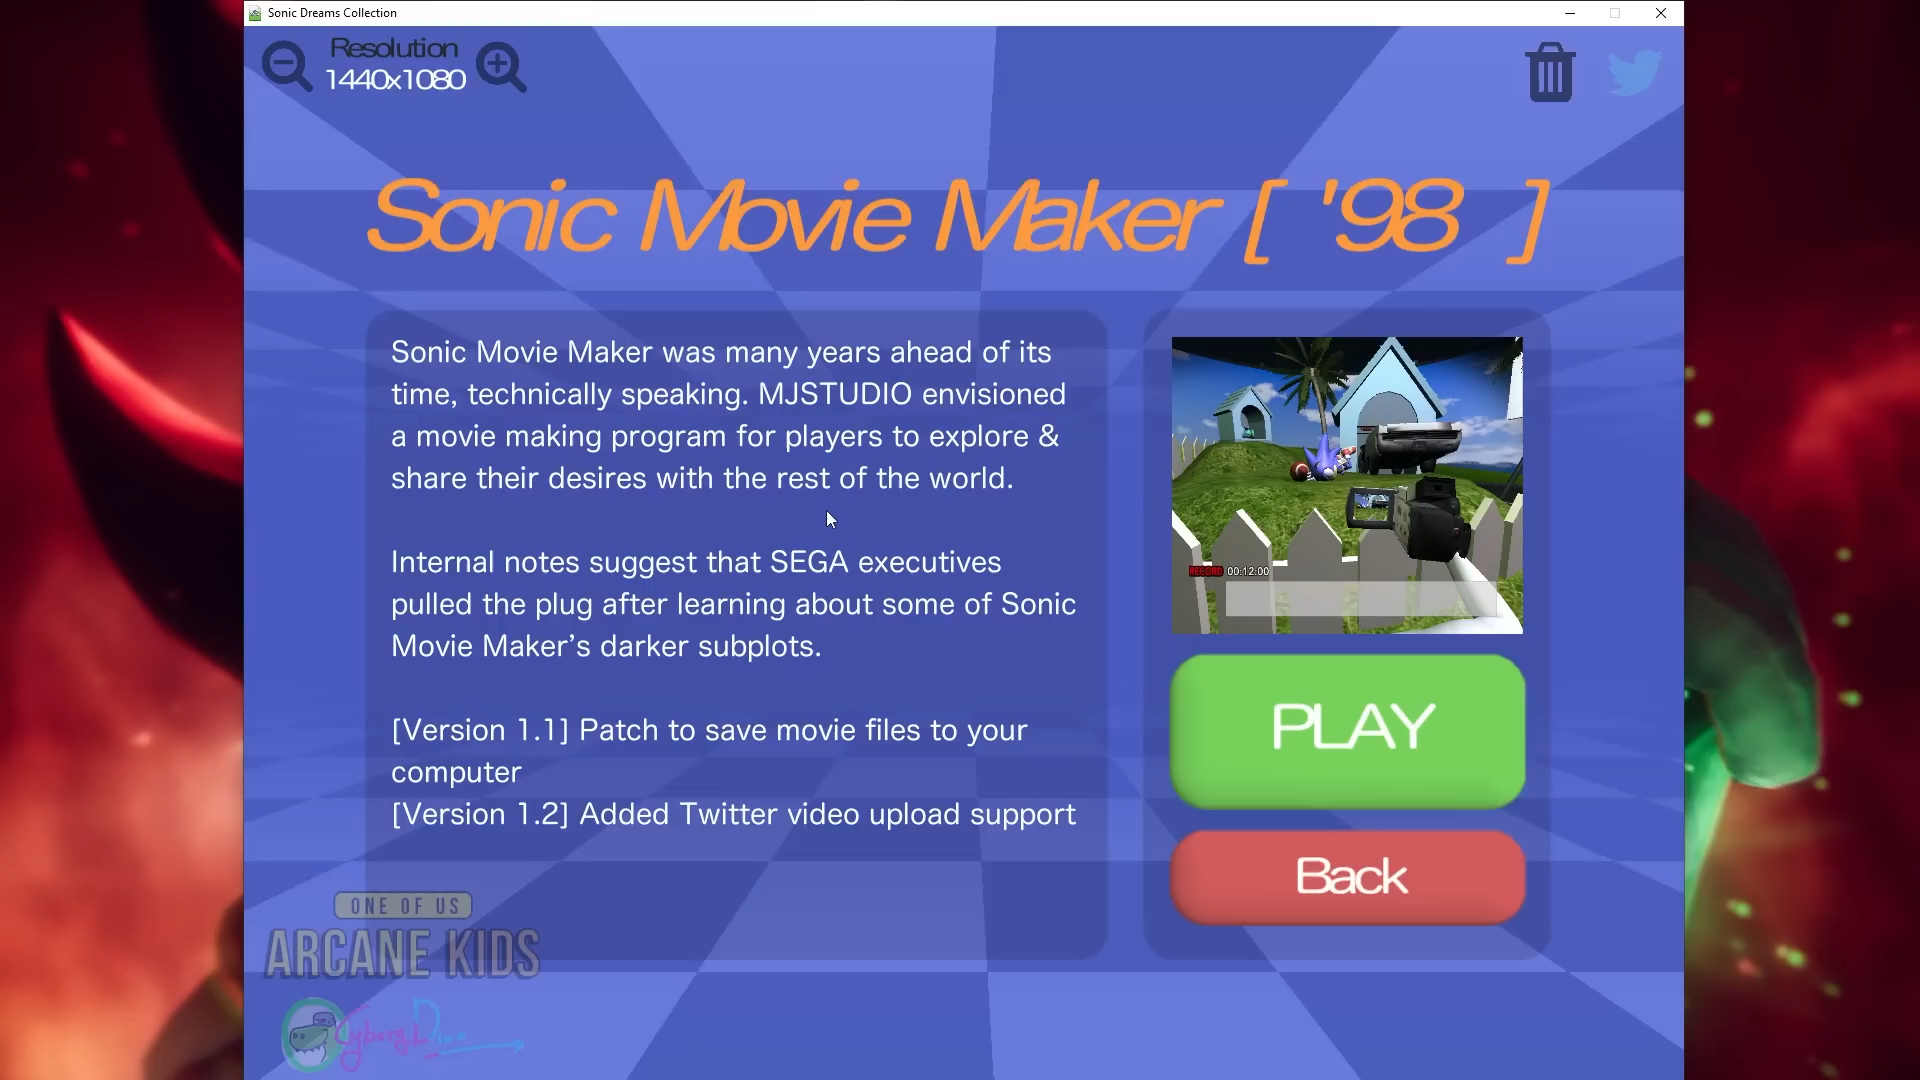 Sonic Dreams Collection
Resolution
1440x1080
Sonic Movie Maker [ '98 ]
Sonic Movie Maker was many years ahead of its
time, technically speaking. MJSTUDIO envisioned
a movie making program for players to explore &
share their desires with the rest of the world.
Internal notes suggest that SEGA executives
pulled the plug after learning about some of Sonic
Movie Maker’s darker subplots.
[Version 1.1] Patch to save movie files to your
computer
[Version 1.2] Added Twitter video upload support
RECORD 00:12:00
PLAY
Back
ONE OF US
ARCANE KIDS
CyborgDino